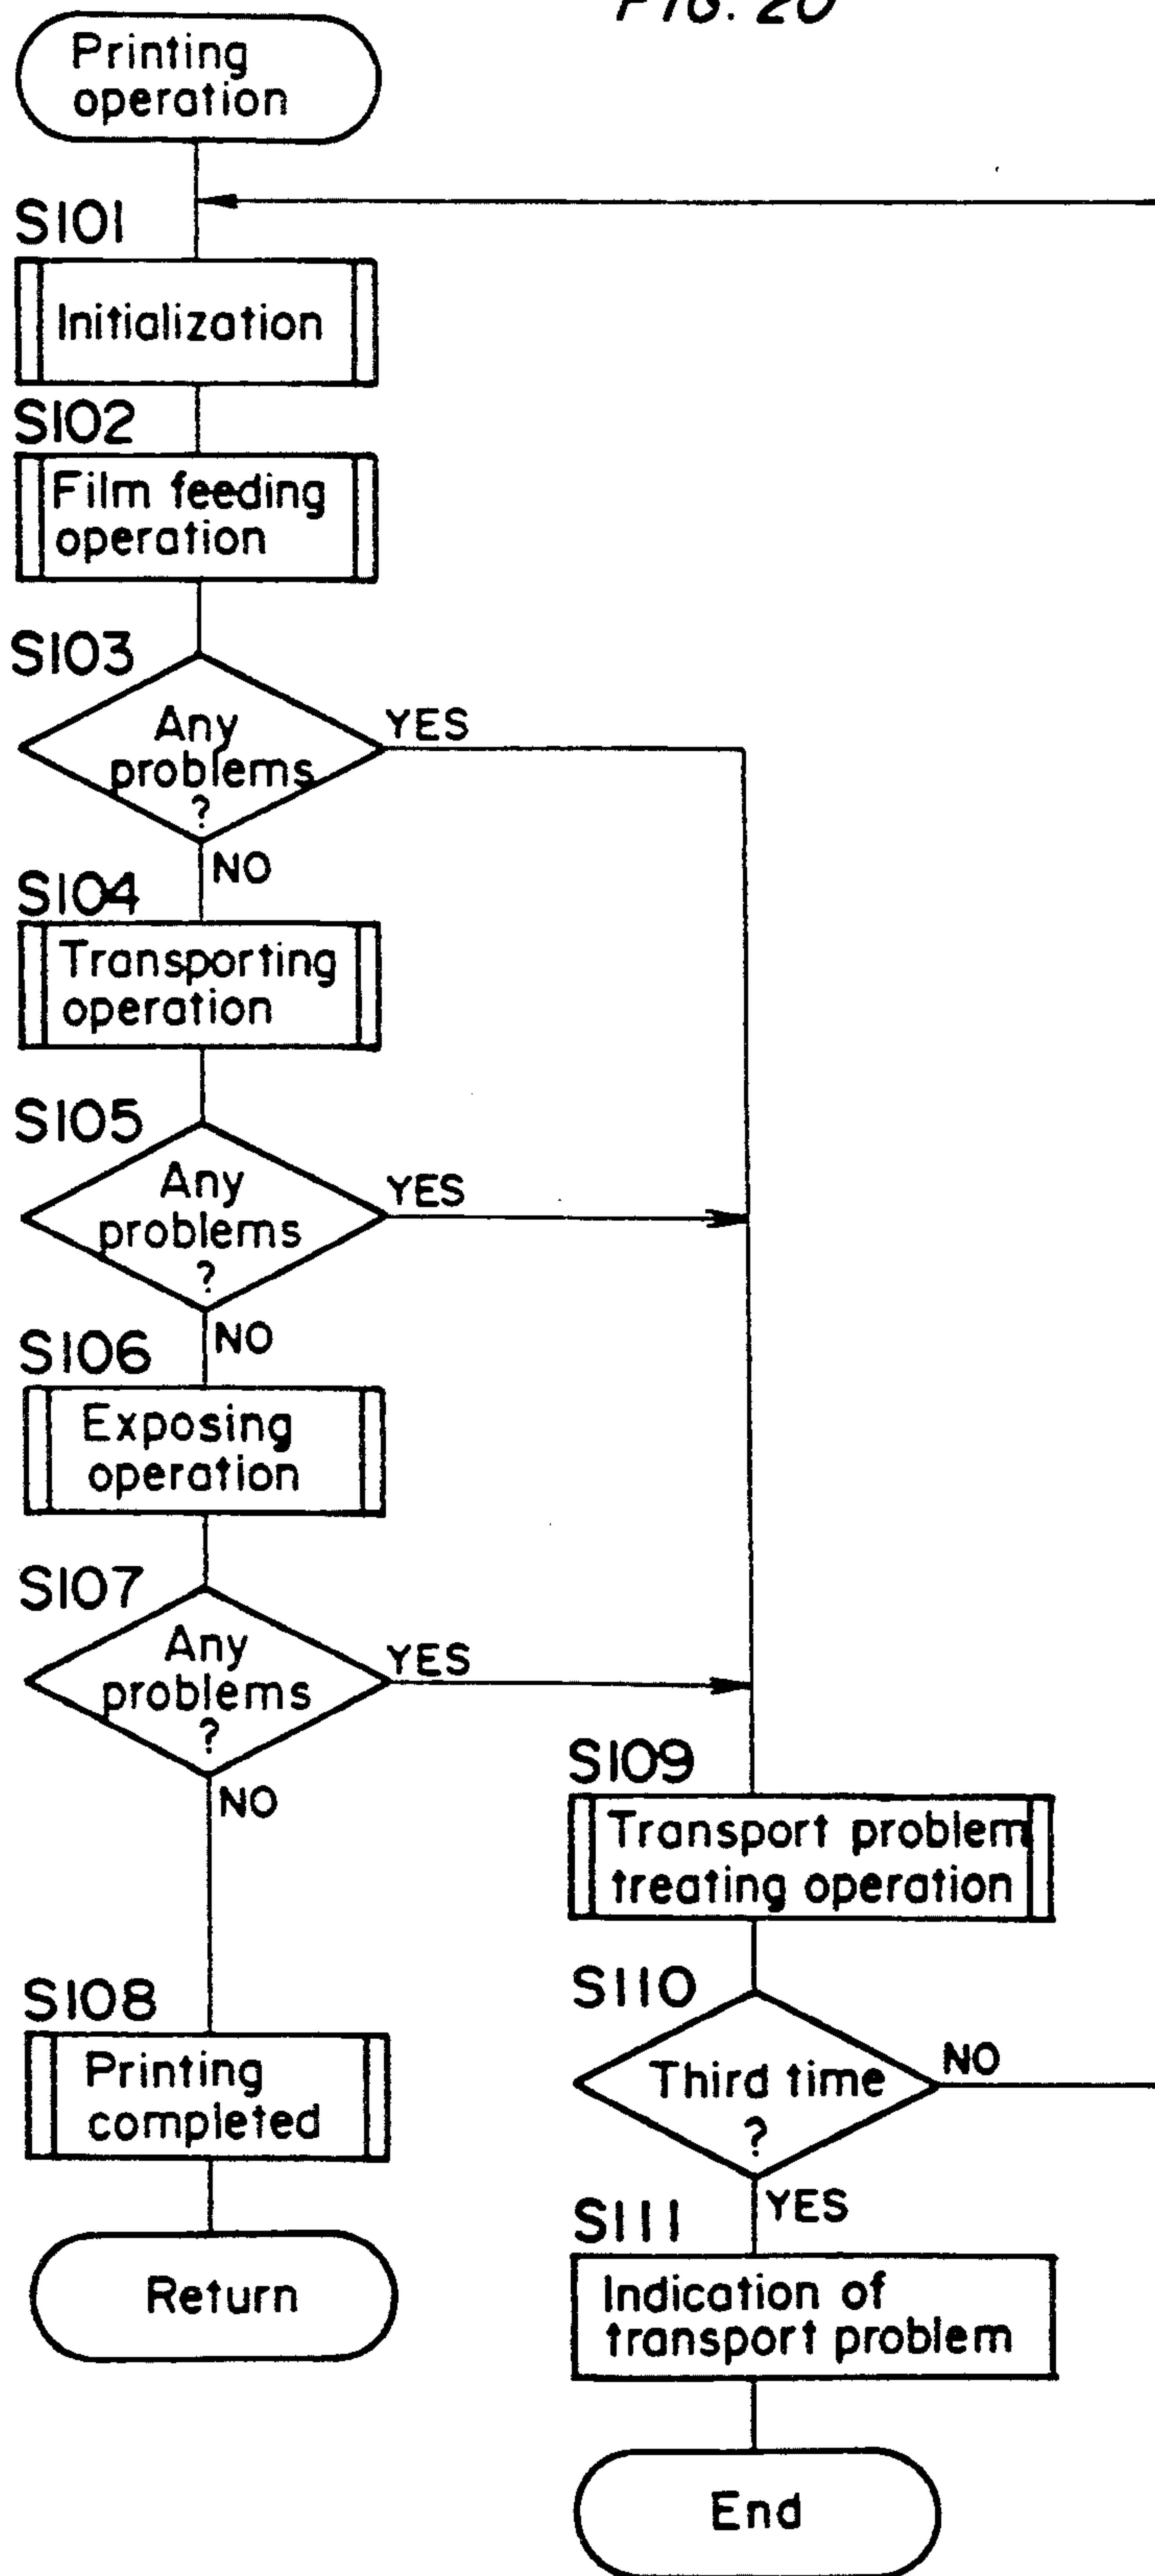 FIG. 20
Printing
operation
S101
Initialization
S102
Film feeding
operation
S103
Any
problems
?
YES
NO
S104
Transporting
operation
S105
Any
problems
?
YES
NO
S106
Exposing
operation
S107
Any
problems
?
YES
NO
S108
Printing
completed
Return
S109
Transport problem
treating operation
S110
Third time
?
NO
YES
S111
Indication of
transport problem
End